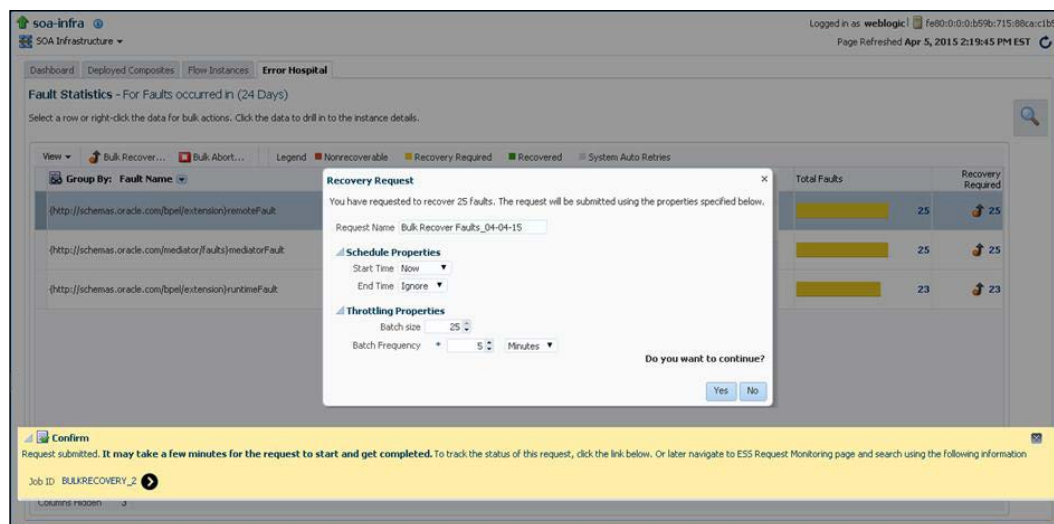 soa-infra
Logged in as weblogic| fe80:0:0:0:b59b:715:88ca:c1b5
SOA Infrastructure
Page Refreshed Apr 5, 2015 2:19:45 PM EST
Dashboard Deployed Composites Flow Instances Error Hospital
Fault Statistics - For Faults occurred in (24 Days)
Select a row or right-click the data for bulk actions. Click the data to drill in to the instance details.
View Bulk Recover... Bulk Abort... Legend Nonrecoverable Recovery Required Recovered System Auto Retries
Group By: Fault Name Total Faults Recovery Required
{http://schemas.oracle.com/bpel/extension}remoteFault 25 25
{http://schemas.oracle.com/mediator/faults}mediatorFault 25 25
{http://schemas.oracle.com/bpel/extension}runtimeFault 23 23
Recovery Request
You have requested to recover 25 faults. The request will be submitted using the properties specified below.
Request Name Bulk Recover Faults_04-04-15
Schedule Properties
Start Time Now
End Time Ignore
Throttling Properties
Batch size 25
Batch Frequency * 5 Minutes
Do you want to continue?
Yes No
Confirm
Request submitted. It may take a few minutes for the request to start and get completed. To track the status of this request, click the link below. Or later navigate to ESS Request Monitoring page and search using the following information
Job ID BULKRECOVERY_2
Columns Hidden 3